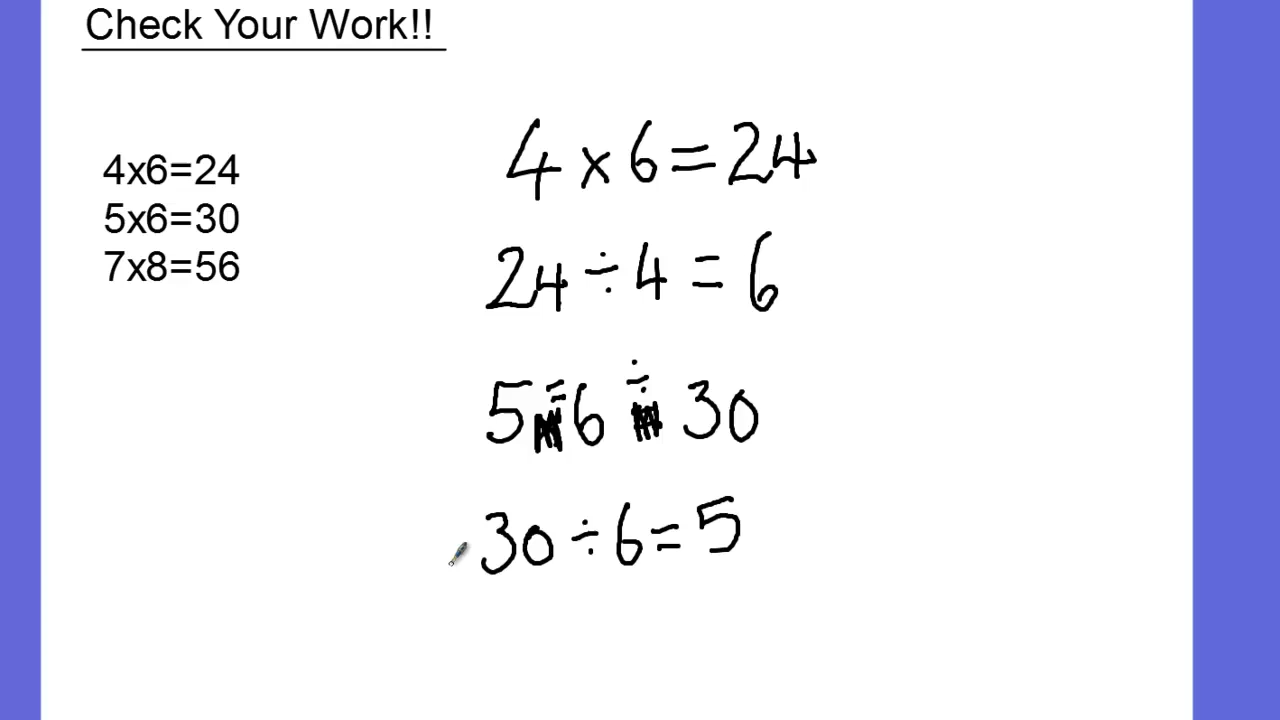 Check Your Work!!
4x6=24
5x6=30
7x8=56
4 x 6 = 24
24 ÷ 4 = 6
5 = 6 ÷ 30
30 ÷ 6 = 5